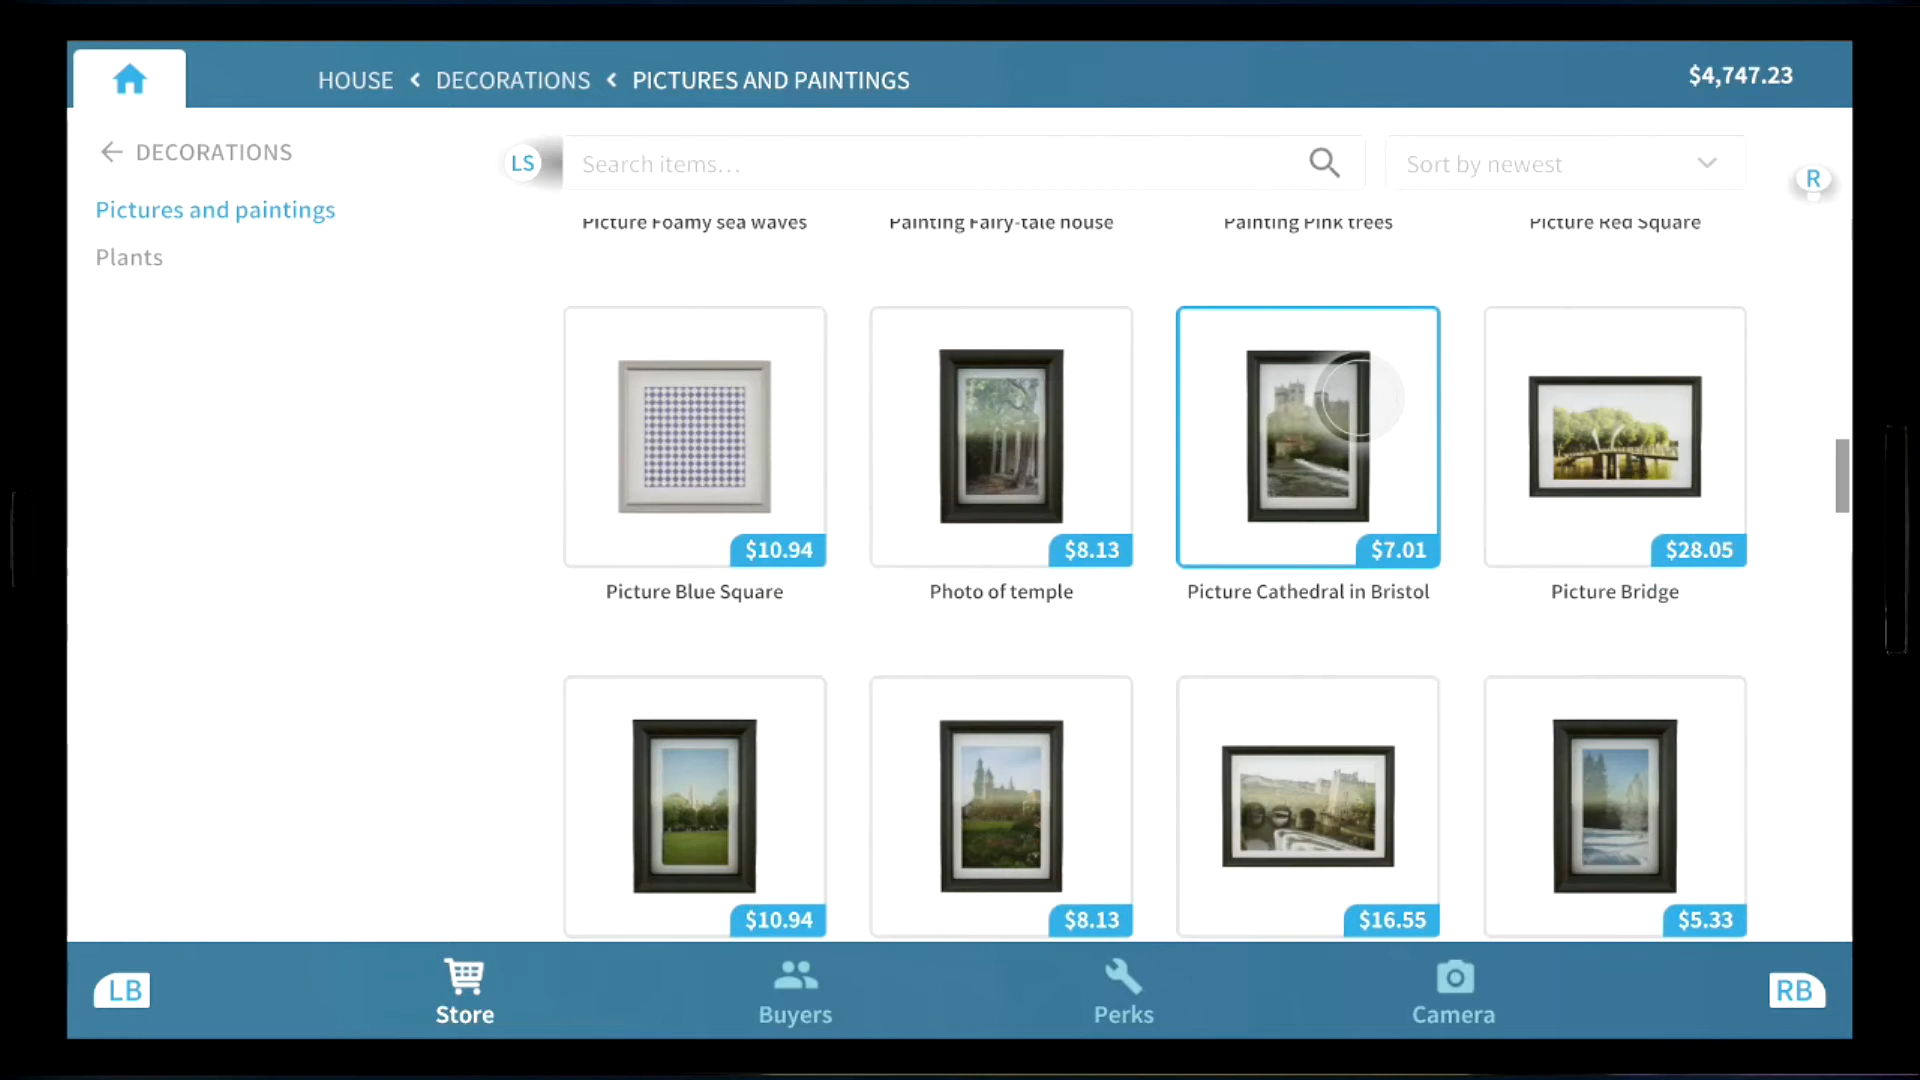 HOUSE < DECORATIONS < PICTURES AND PAINTINGS
$4,747.23
DECORATIONS
Pictures and paintings
Plants
LS
Search items...
Sort by newest
R
Picture Foamy sea waves
Painting Fairy-tale house
Painting Pink trees
Picture Red Square
$10.94
$8.13
$7.01
$28.05
Picture Blue Square
Photo of temple
Picture Cathedral in Bristol
Picture Bridge
$10.94
$8.13
$16.55
$5.33
LB
Store
Buyers
Perks
Camera
RB